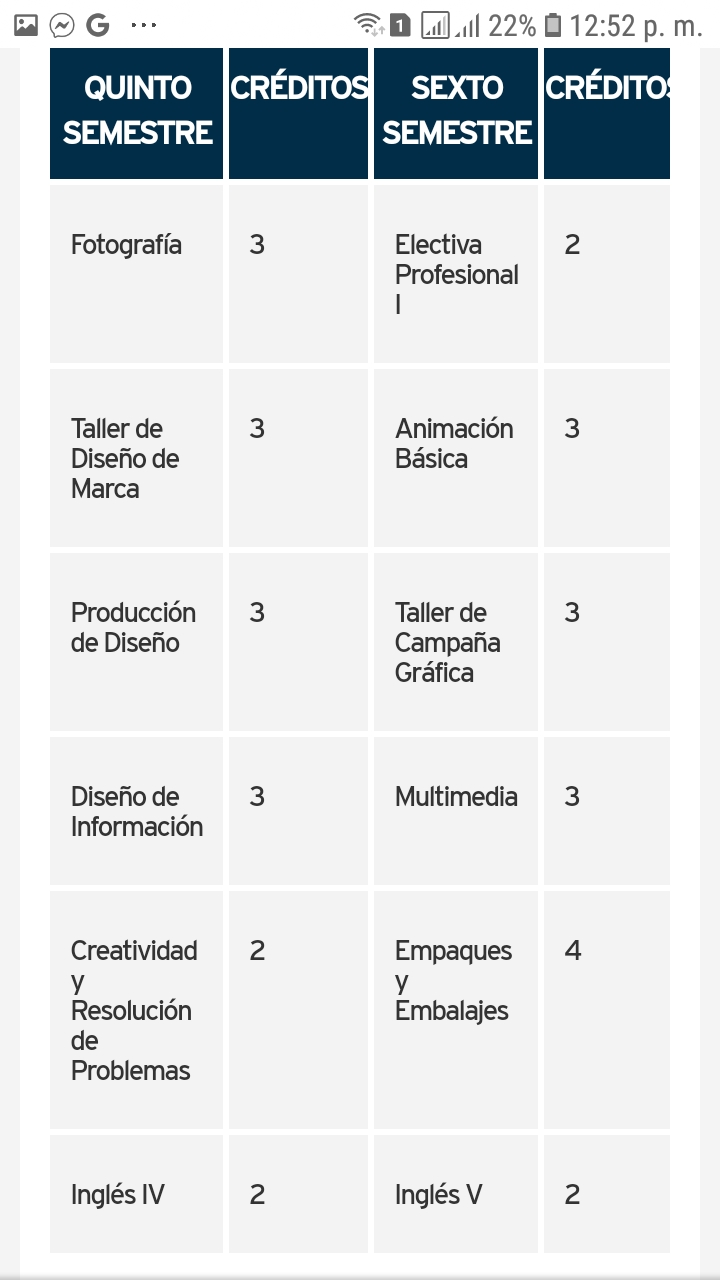 22% 12:52 p. m.
QUINTO SEMESTRE CRÉDITOS SEXTO SEMESTRE CRÉDITOS
Fotografía 3 Electiva Profesional I 2
Taller de Diseño de Marca 3 Animación Básica 3
Producción de Diseño 3 Taller de Campaña Gráfica 3
Diseño de Información 3 Multimedia 3
Creatividad y Resolución de Problemas 2 Empaques y Embalajes 4
Inglés IV 2 Inglés V 2